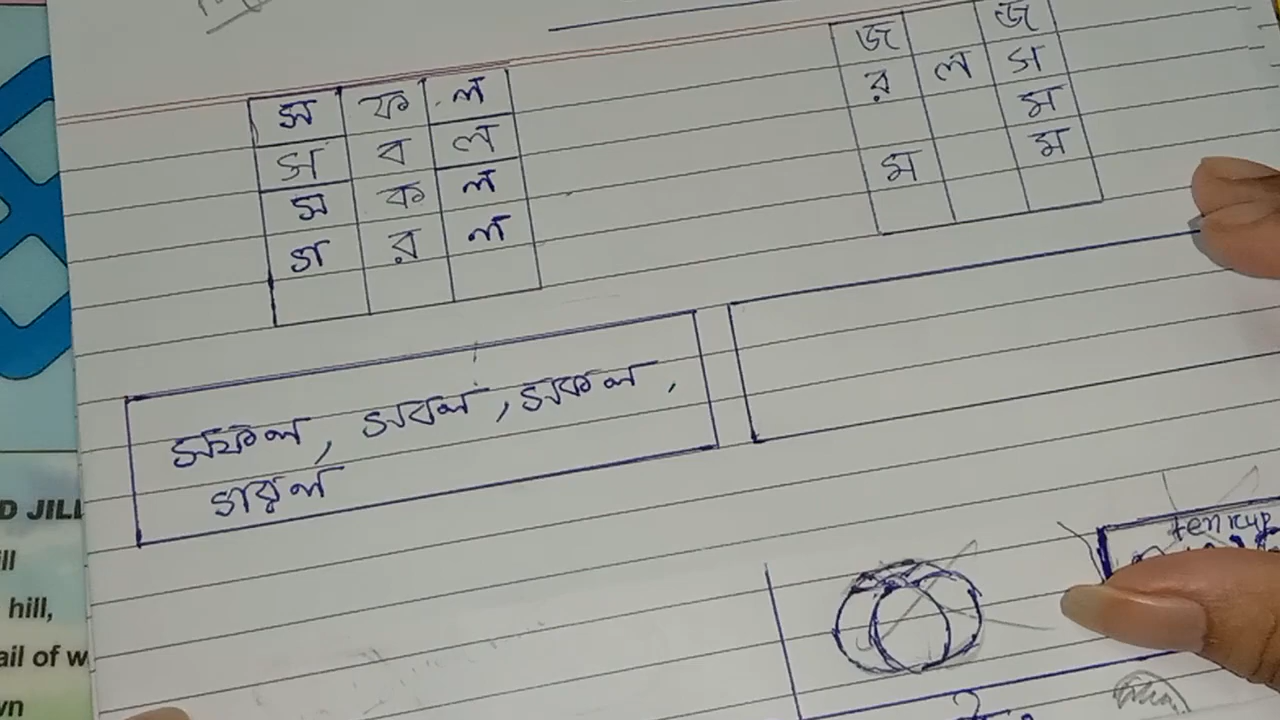 স ফ ল
স ব ল
স ক ল
স র ল
জ জ
র ল স
ম
ম ম
সফল, সবল, সকল,
সরল
D JILL
ill
hill,
ail of w
wn